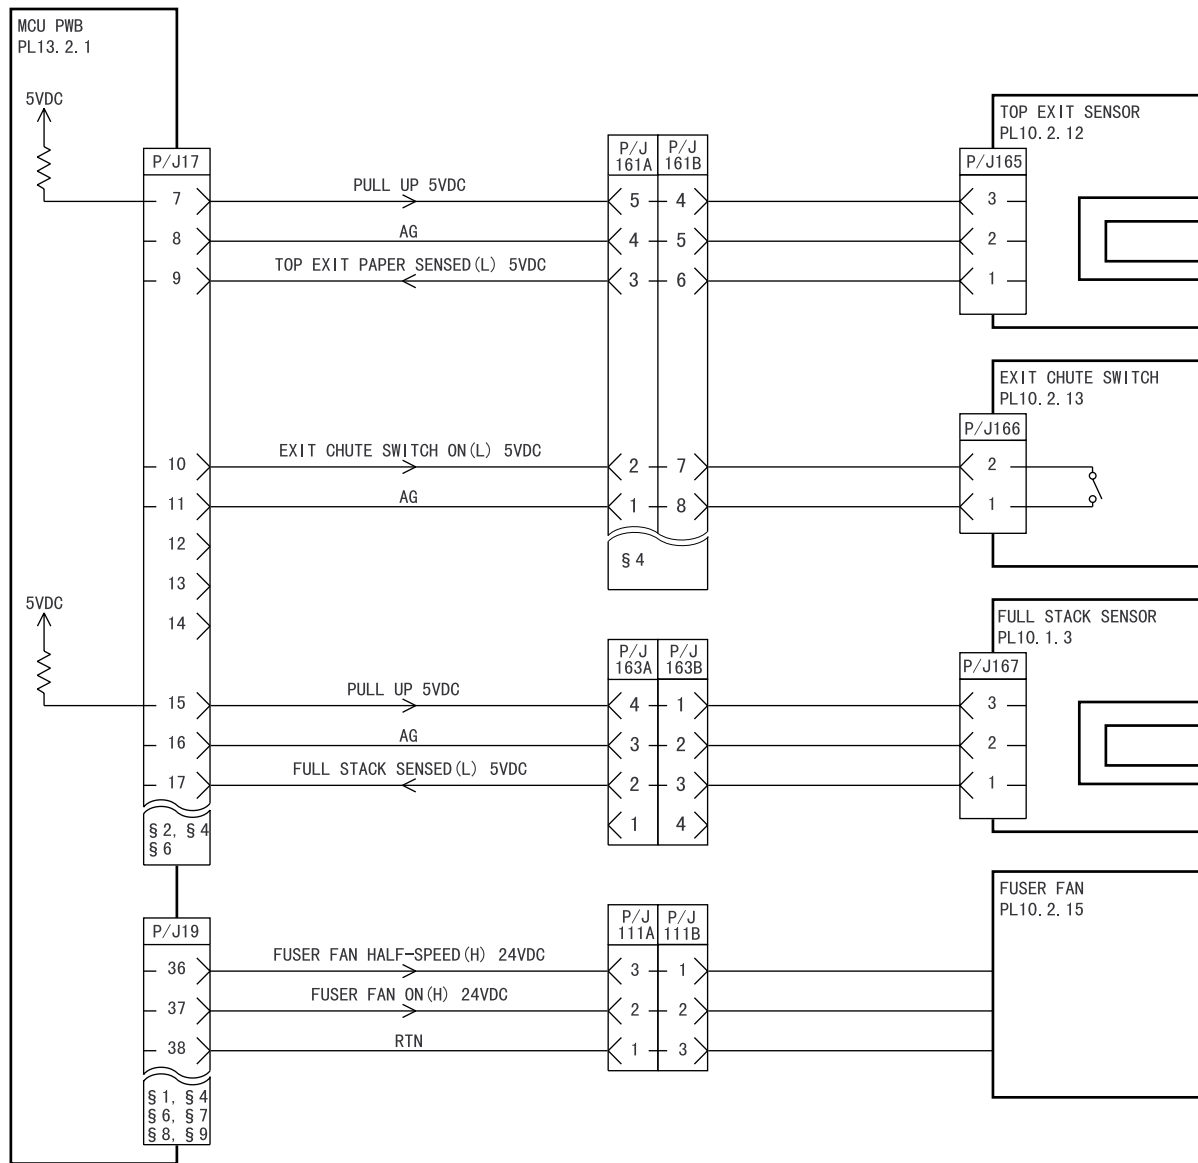 MCU PWB
PL13.2.1
5VDC
P/J17
7
8
9
10
11
12
13
14
15
16
17
§2, §4
§6
5VDC
PULL UP 5VDC
AG
TOP EXIT PAPER SENSED(L) 5VDC
EXIT CHUTE SWITCH ON(L) 5VDC
AG
PULL UP 5VDC
AG
FULL STACK SENSED(L) 5VDC
P/J 161A
P/J 161B
5 4
4 5
3 6
2 7
1 8
§4
TOP EXIT SENSOR
PL10.2.12
P/J165
3
2
1
EXIT CHUTE SWITCH
PL10.2.13
P/J166
2
1
P/J 163A
P/J 163B
4 1
3 2
2 3
1 4
FULL STACK SENSOR
PL10.1.3
P/J167
3
2
1
P/J19
36
37
38
§1, §4
§6, §7
§8, §9
FUSER FAN HALF-SPEED(H) 24VDC
FUSER FAN ON(H) 24VDC
RTN
P/J 111A
P/J 111B
3 1
2 2
1 3
FUSER FAN
PL10.2.15